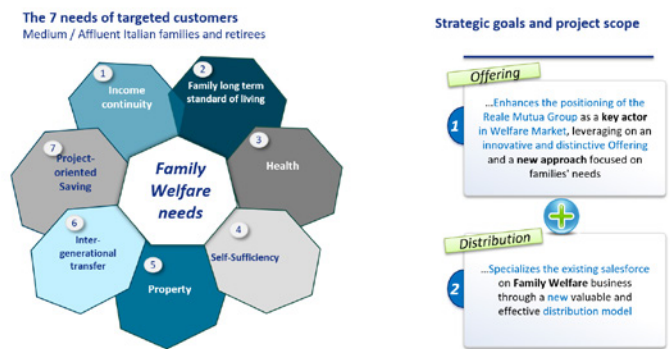 The 7 needs of targeted customers
Medium / Affluent Italian families and retirees
1
Income
continuity
2
Family long term
standard of living
3
Health
4
Self-Sufficiency
5
Property
6
Inter-
generational
transfer
7
Project-
oriented
Saving
Family
Welfare
needs
Strategic goals and project scope
Offering
1
...Enhances the positioning of the
Reale Mutua Group as a key actor
in Welfare Market, leveraging on an
innovative and distinctive Offering
and a new approach focused on
families' needs
Distribution
2
...Specializes the existing salesforce
on Family Welfare business
through a new valuable and
effective distribution model